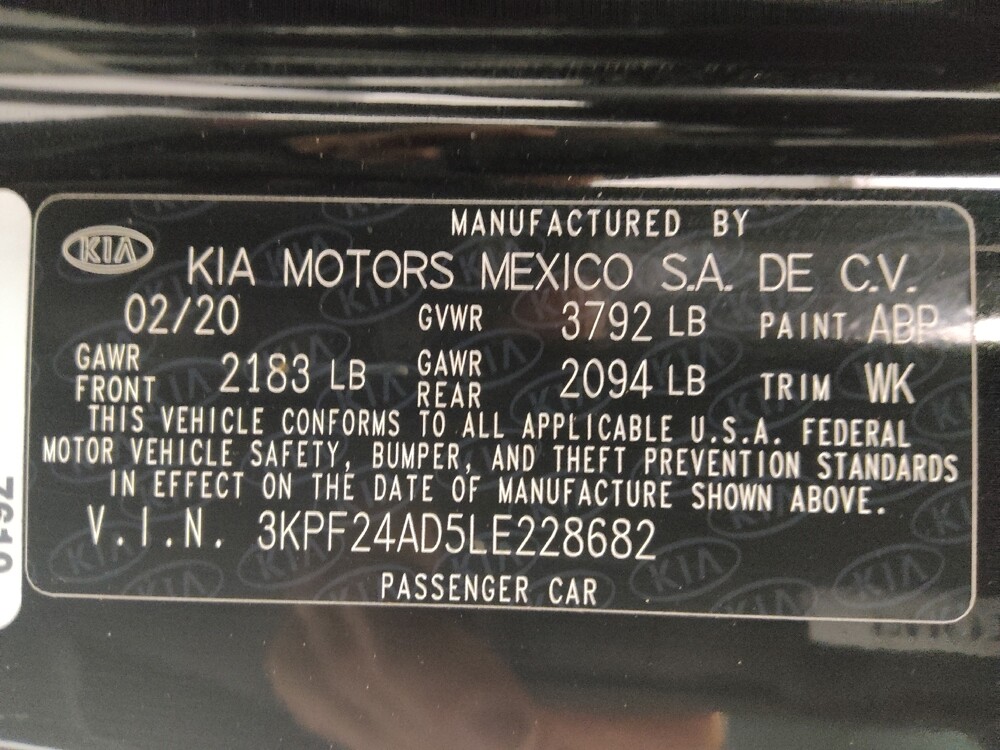 MANUFACTURED BY
KIA
KIA MOTORS MEXICO S.A. DE C.V.
02/20 GVWR 3792 LB PAINT ABP
GAWR FRONT 2183 LB GAWR REAR 2094 LB TRIM WK
THIS VEHICLE CONFORMS TO ALL APPLICABLE U.S.A. FEDERAL
MOTOR VEHICLE SAFETY, BUMPER, AND THEFT PREVENTION STANDARDS
IN EFFECT ON THE DATE OF MANUFACTURE SHOWN ABOVE.
V.I.N. 3KPF24AD5LE228682
PASSENGER CAR